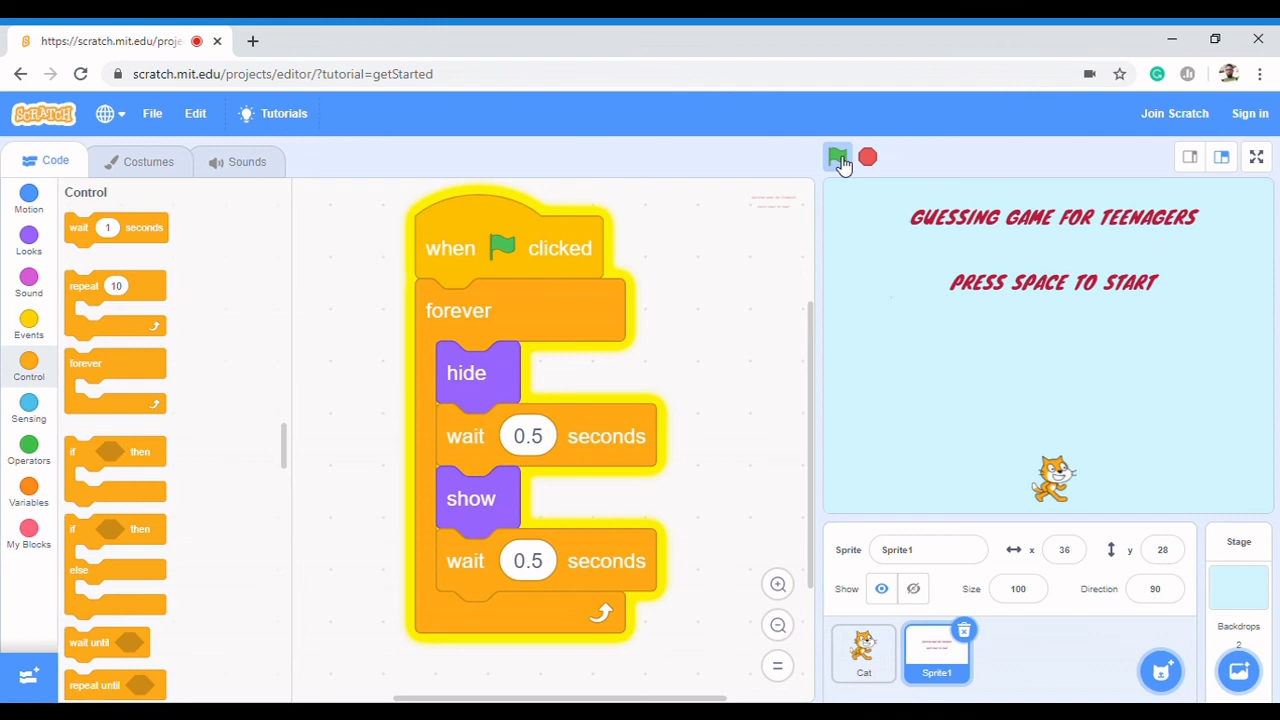 https://scratch.mit.edu/proje
scratch.mit.edu/projects/editor/?tutorial=getStarted
SCRATCH
File
Edit
Tutorials
Join Scratch
Sign in
Code
Costumes
Sounds
Motion
Looks
Sound
Events
Control
Sensing
Operators
Variables
My Blocks
Control
wait 1 seconds
repeat 10
forever
if then
if then
else
wait until
repeat until
when clicked
forever
hide
wait 0.5 seconds
show
wait 0.5 seconds
GUESSING GAME FOR TEENAGERS
PRESS SPACE TO START
Sprite Sprite1 x 36 y 28
Show Size 100 Direction 90
Cat
Sprite1
Stage
Backdrops
2